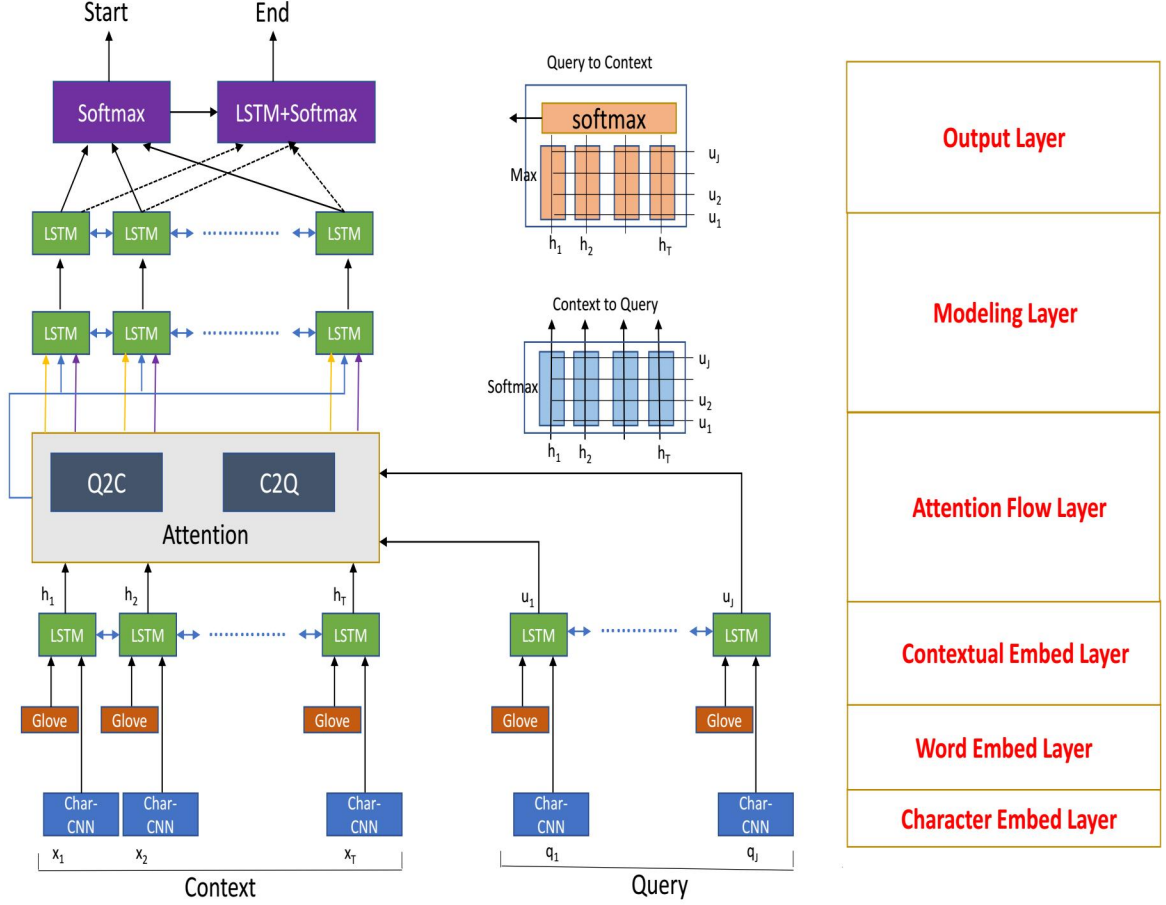 Start End
Softmax LSTM+Softmax
LSTM LSTM LSTM
LSTM LSTM LSTM
Q2C C2Q
Attention
h1 h2 hT u1 uJ
LSTM LSTM LSTM LSTM LSTM
Glove Glove Glove Glove Glove
Char-CNN Char-CNN Char-CNN Char-CNN Char-CNN
x1 x2 xT q1 qJ
Context Query
Query to Context
softmax
Max
uJ
u2
u1
h1 h2 hT
Context to Query
Softmax
uJ
u2
u1
h1 h2 hT
Output Layer
Modeling Layer
Attention Flow Layer
Contextual Embed Layer
Word Embed Layer
Character Embed Layer